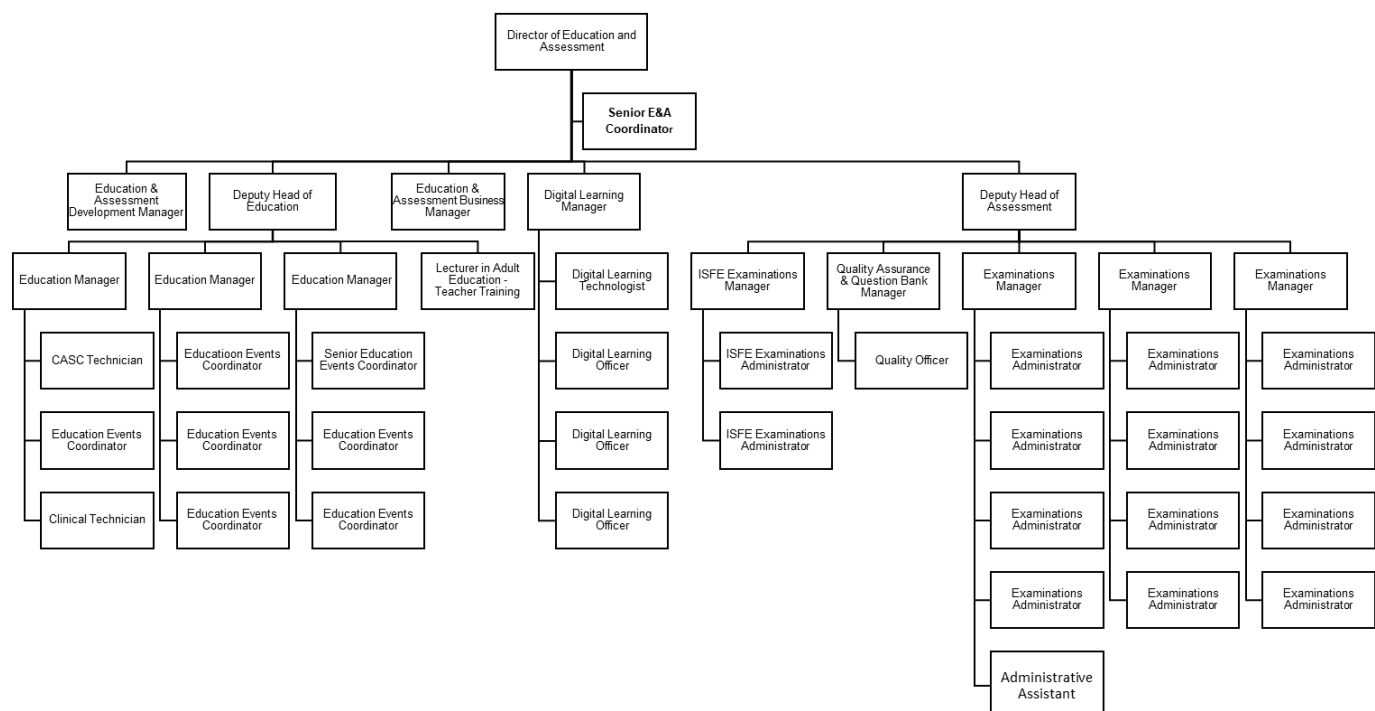 Director of Education and
Assessment
Senior E&A
Coordinator
Education &
Assessment
Development Manager
Deputy Head of
Education
Education &
Assessment Business
Manager
Digital Learning
Manager
Deputy Head of
Assessment
Education Manager
Education Manager
Education Manager
Lecturer in Adult
Education -
Teacher Training
Digital Learning
Technologist
ISFE Examinations
Manager
Quality Assurance
& Question Bank
Manager
Examinations
Manager
Examinations
Manager
Examinations
Manager
CASC Technician
Educatioon Events
Coordinator
Senior Education
Events Coordinator
Digital Learning
Officer
ISFE Examinations
Administrator
Quality Officer
Examinations
Administrator
Examinations
Administrator
Examinations
Administrator
Education Events
Coordinator
Education Events
Coordinator
Education Events
Coordinator
Digital Learning
Officer
ISFE Examinations
Administrator
Examinations
Administrator
Examinations
Administrator
Examinations
Administrator
Clinical Technician
Education Events
Coordinator
Education Events
Coordinator
Digital Learning
Officer
Examinations
Administrator
Examinations
Administrator
Examinations
Administrator
Examinations
Administrator
Examinations
Administrator
Examinations
Administrator
Administrative
Assistant